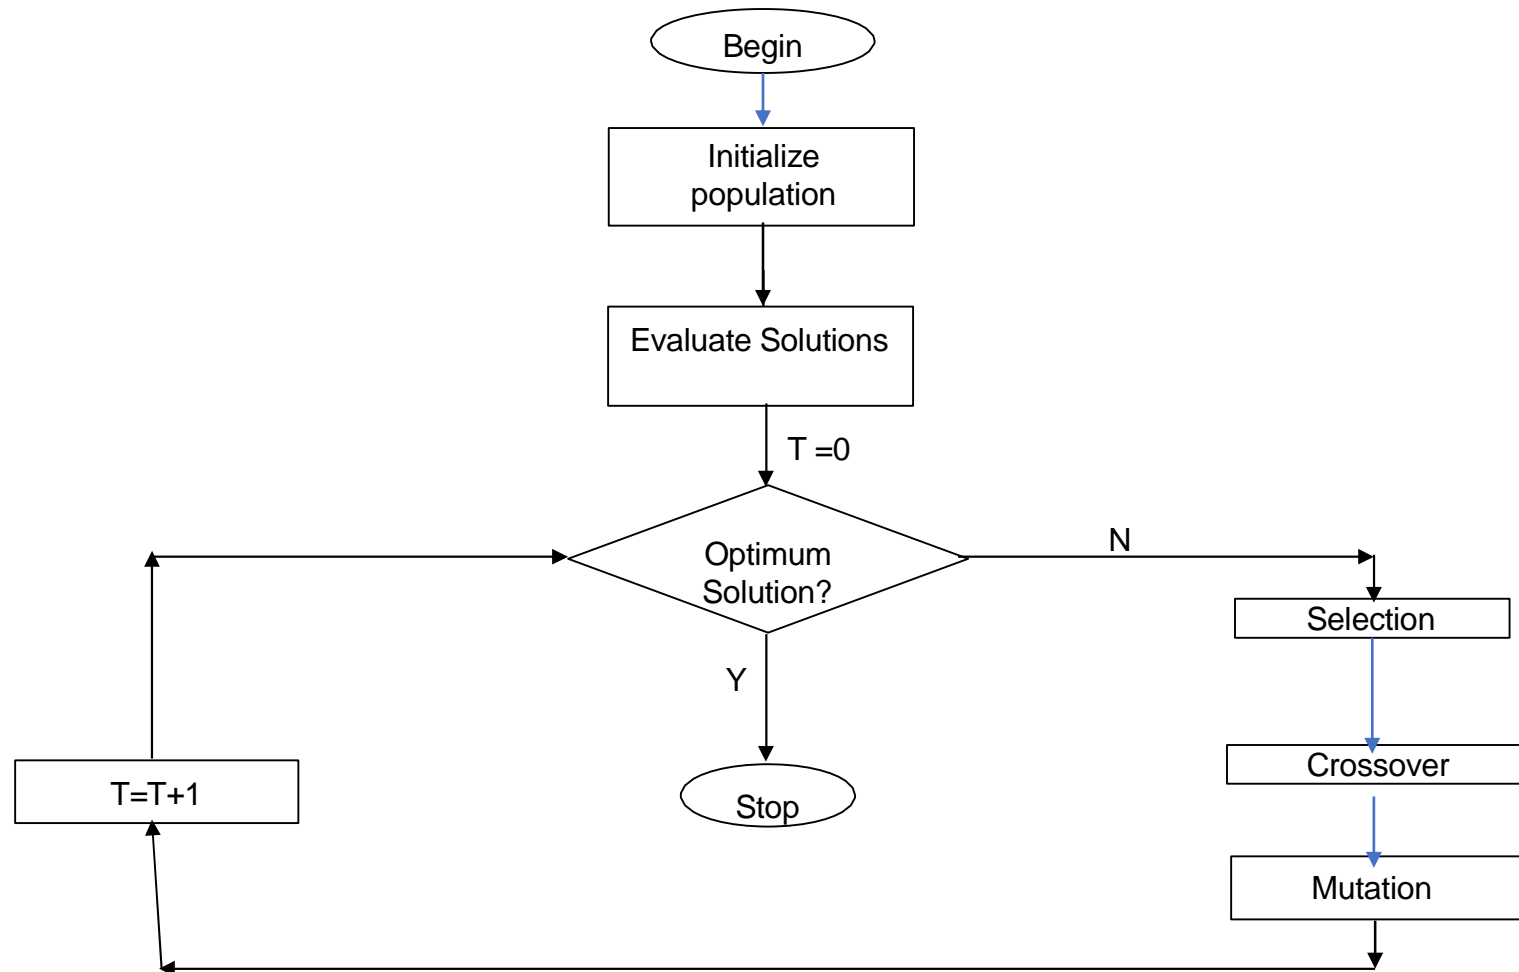 Begin
Initialize
population
Evaluate Solutions
T =0
Optimum
Solution?
N
Selection
Y
Crossover
T=T+1
Stop
Mutation